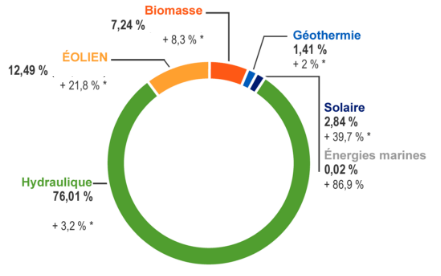 Biomasse
7,24 %
+ 8,3 % *
Géothermie
1,41 %
+ 2 % *
ÉOLIEN
12,49 %
+ 21,8 % *
Solaire
2,84 %
+ 39,7 % *
Énergies marines
0,02 %
+ 86,9 %
Hydraulique
76,01 %
+ 3,2 % *